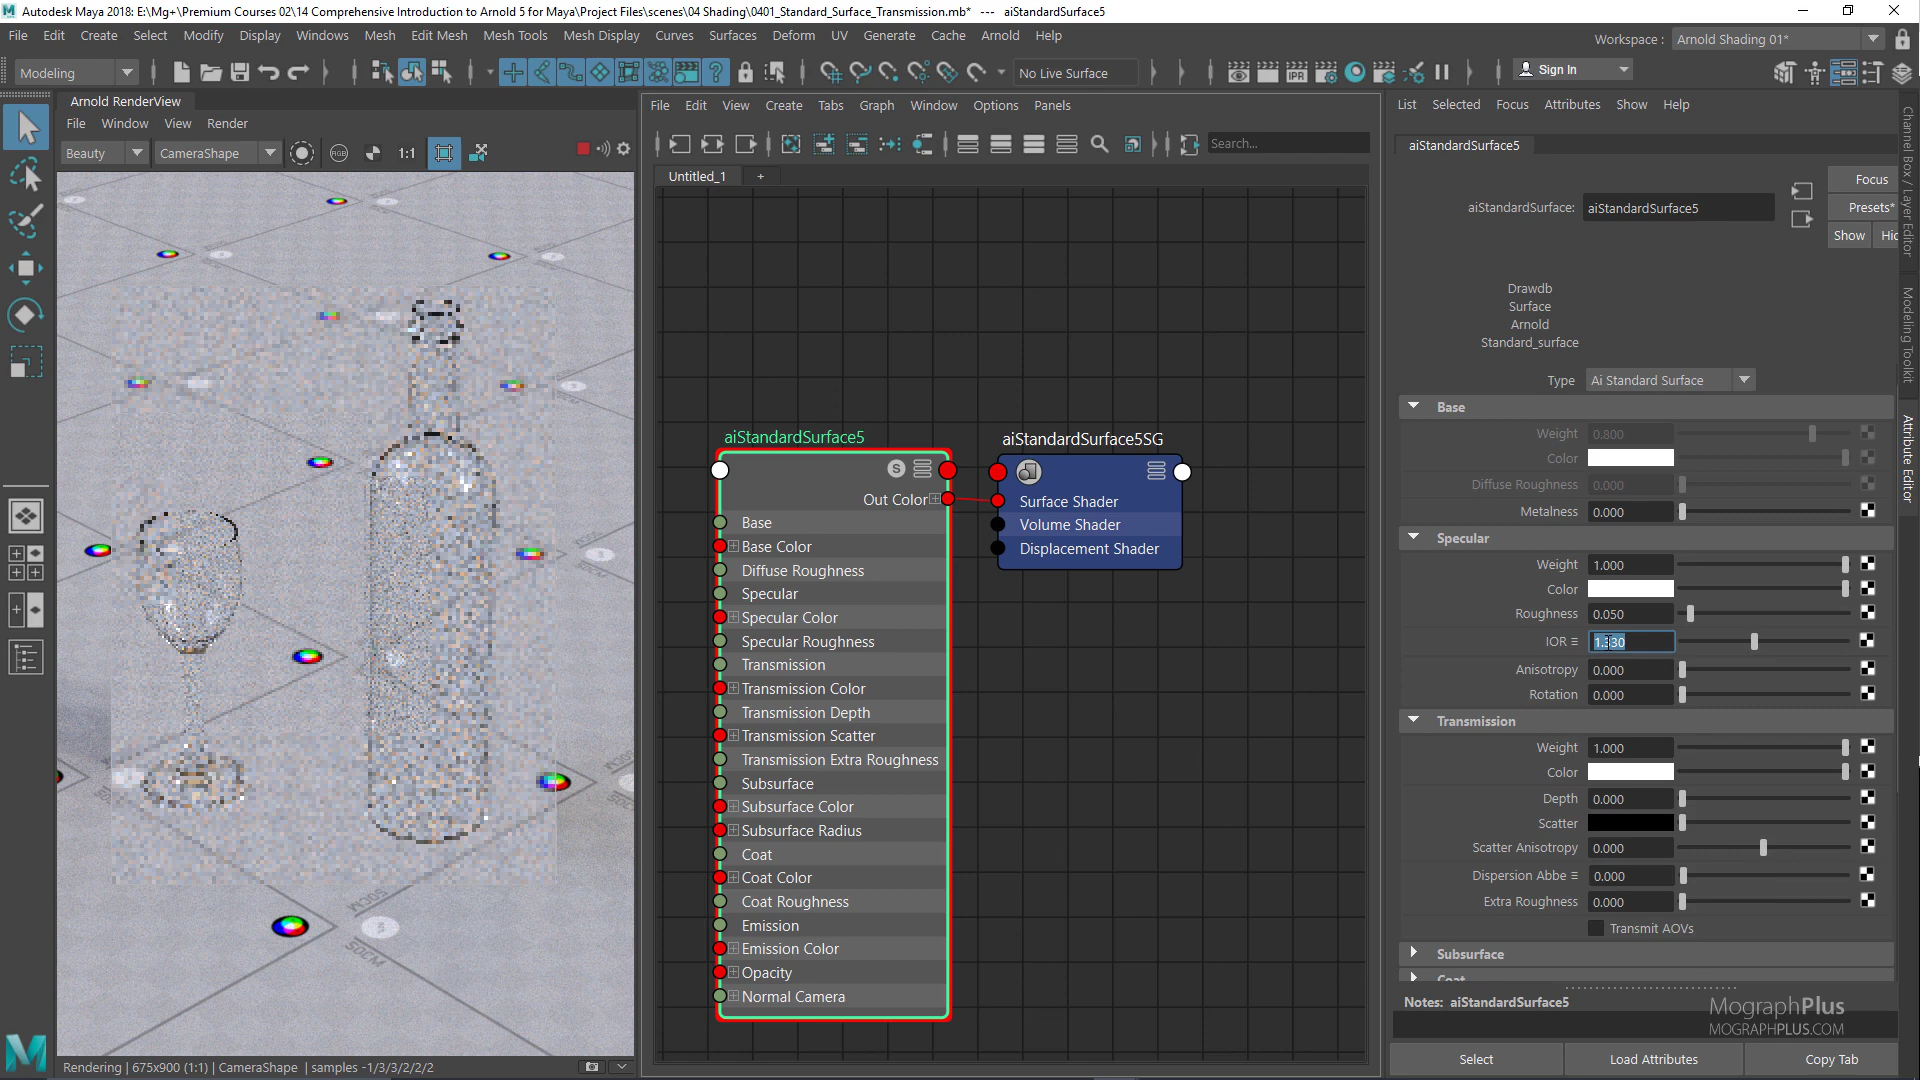 Autodesk Maya 2018: E:\Mg+\Premium Courses 02\14 Comprehensive Introduction to Arnold 5 for Maya\Project Files\scenes\04 Shading\0401_Standard_Surface_Transmission.mb* --- aiStandardSurface5
File Edit Create Select Modify Display Windows Mesh Edit Mesh Mesh Tools Mesh Display Curves Surfaces Deform UV Generate Cache Arnold Help
Workspace : Arnold Shading 01*
Modeling
No Live Surface
IPR
Sign In
Arnold RenderView
File Window View Render
Beauty
CameraShape
RGB
1:1
File Edit View Create Tabs Graph Window Options Panels
Search...
Untitled_1 +
aiStandardSurface5
S
Out Color
Base
Base Color
Diffuse Roughness
Specular
Specular Color
Specular Roughness
Transmission
Transmission Color
Transmission Depth
Transmission Scatter
Transmission Extra Roughness
Subsurface
Subsurface Color
Subsurface Radius
Coat
Coat Color
Coat Roughness
Emission
Emission Color
Opacity
Normal Camera
aiStandardSurface5SG
Surface Shader
Volume Shader
Displacement Shader
50CM
50CM
Rendering | 675x900 (1:1) | CameraShape | samples -1/3/3/2/2/2
List Selected Focus Attributes Show Help
aiStandardSurface5
aiStandardSurface: aiStandardSurface5
Focus
Presets*
Show
Drawdb
Surface
Arnold
Standard_surface
Type Ai Standard Surface
Base
Weight 0.800
Color
Diffuse Roughness 0.000
Metalness 0.000
Specular
Weight 1.000
Color
Roughness 0.050
IOR 1.330
Anisotropy 0.000
Rotation 0.000
Transmission
Weight 1.000
Color
Depth 0.000
Scatter
Scatter Anisotropy 0.000
Dispersion Abbe 0.000
Extra Roughness 0.000
Transmit AOVs
Subsurface
Coat
Notes: aiStandardSurface5
MographPlus
MOGRAPHPLUS.COM
Select
Load Attributes
Copy Tab
Channel Box / Layer Editor
Modeling Toolkit
Attribute Editor